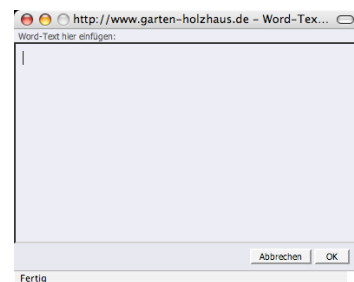 http://www.garten-holzhaus.de – Word-Tex...
Word-Text hier einfügen:
Abbrechen OK
Fertig